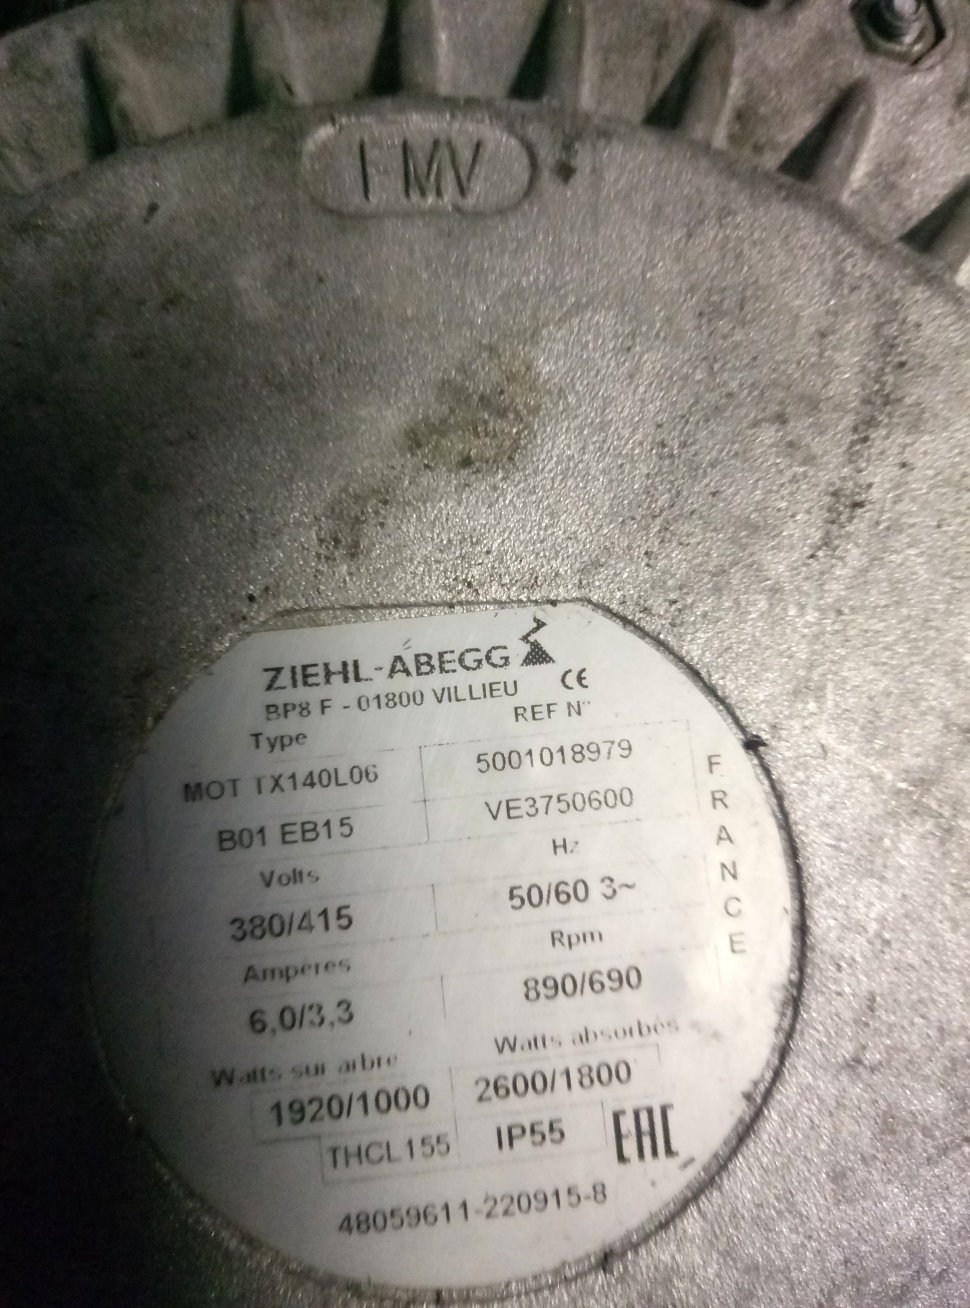 I MV
ZIEHL-ABEGG
BP8 F - 01800 VILLIEU CE
Type REF N°
MOT TX140L06 5001018979
B01 EB15 VE3750600
Volts Hz
380/415 50/60 3~
Ampères Rpm
6,0/3,3 890/690
Watts sur arbre Watts absorbés
1920/1000 2600/1800
THCL155 IP55 EAC
48059611-220915-8
FRANCE